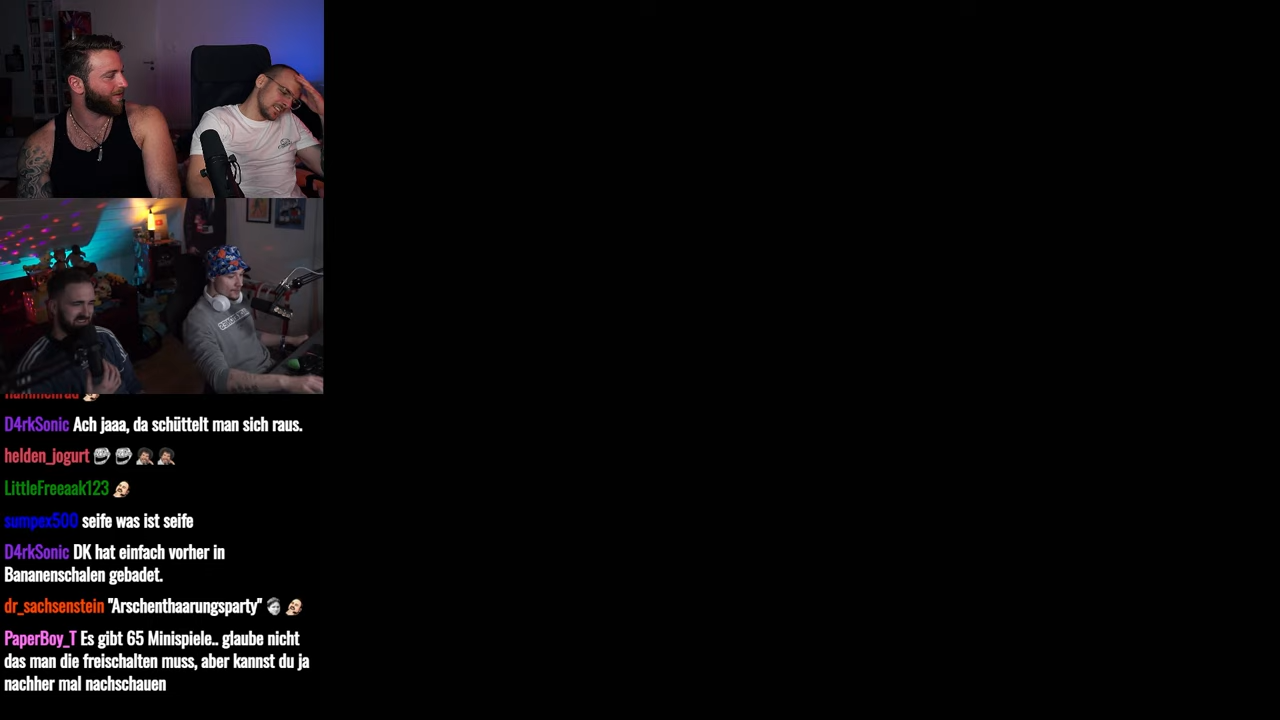 D4rkSonic Ach jaaa, da schüttelt man sich raus.
helden_jogurt
LittleFreeaak123
sumpex500 seife was ist seife
D4rkSonic DK hat einfach vorher in
Bananenschalen gebadet.
dr_sachsenstein "Arschenthaarungsparty"
PaperBoy_T Es gibt 65 Minispiele.. glaube nicht
das man die freischalten muss, aber kannst du ja
nachher mal nachschauen